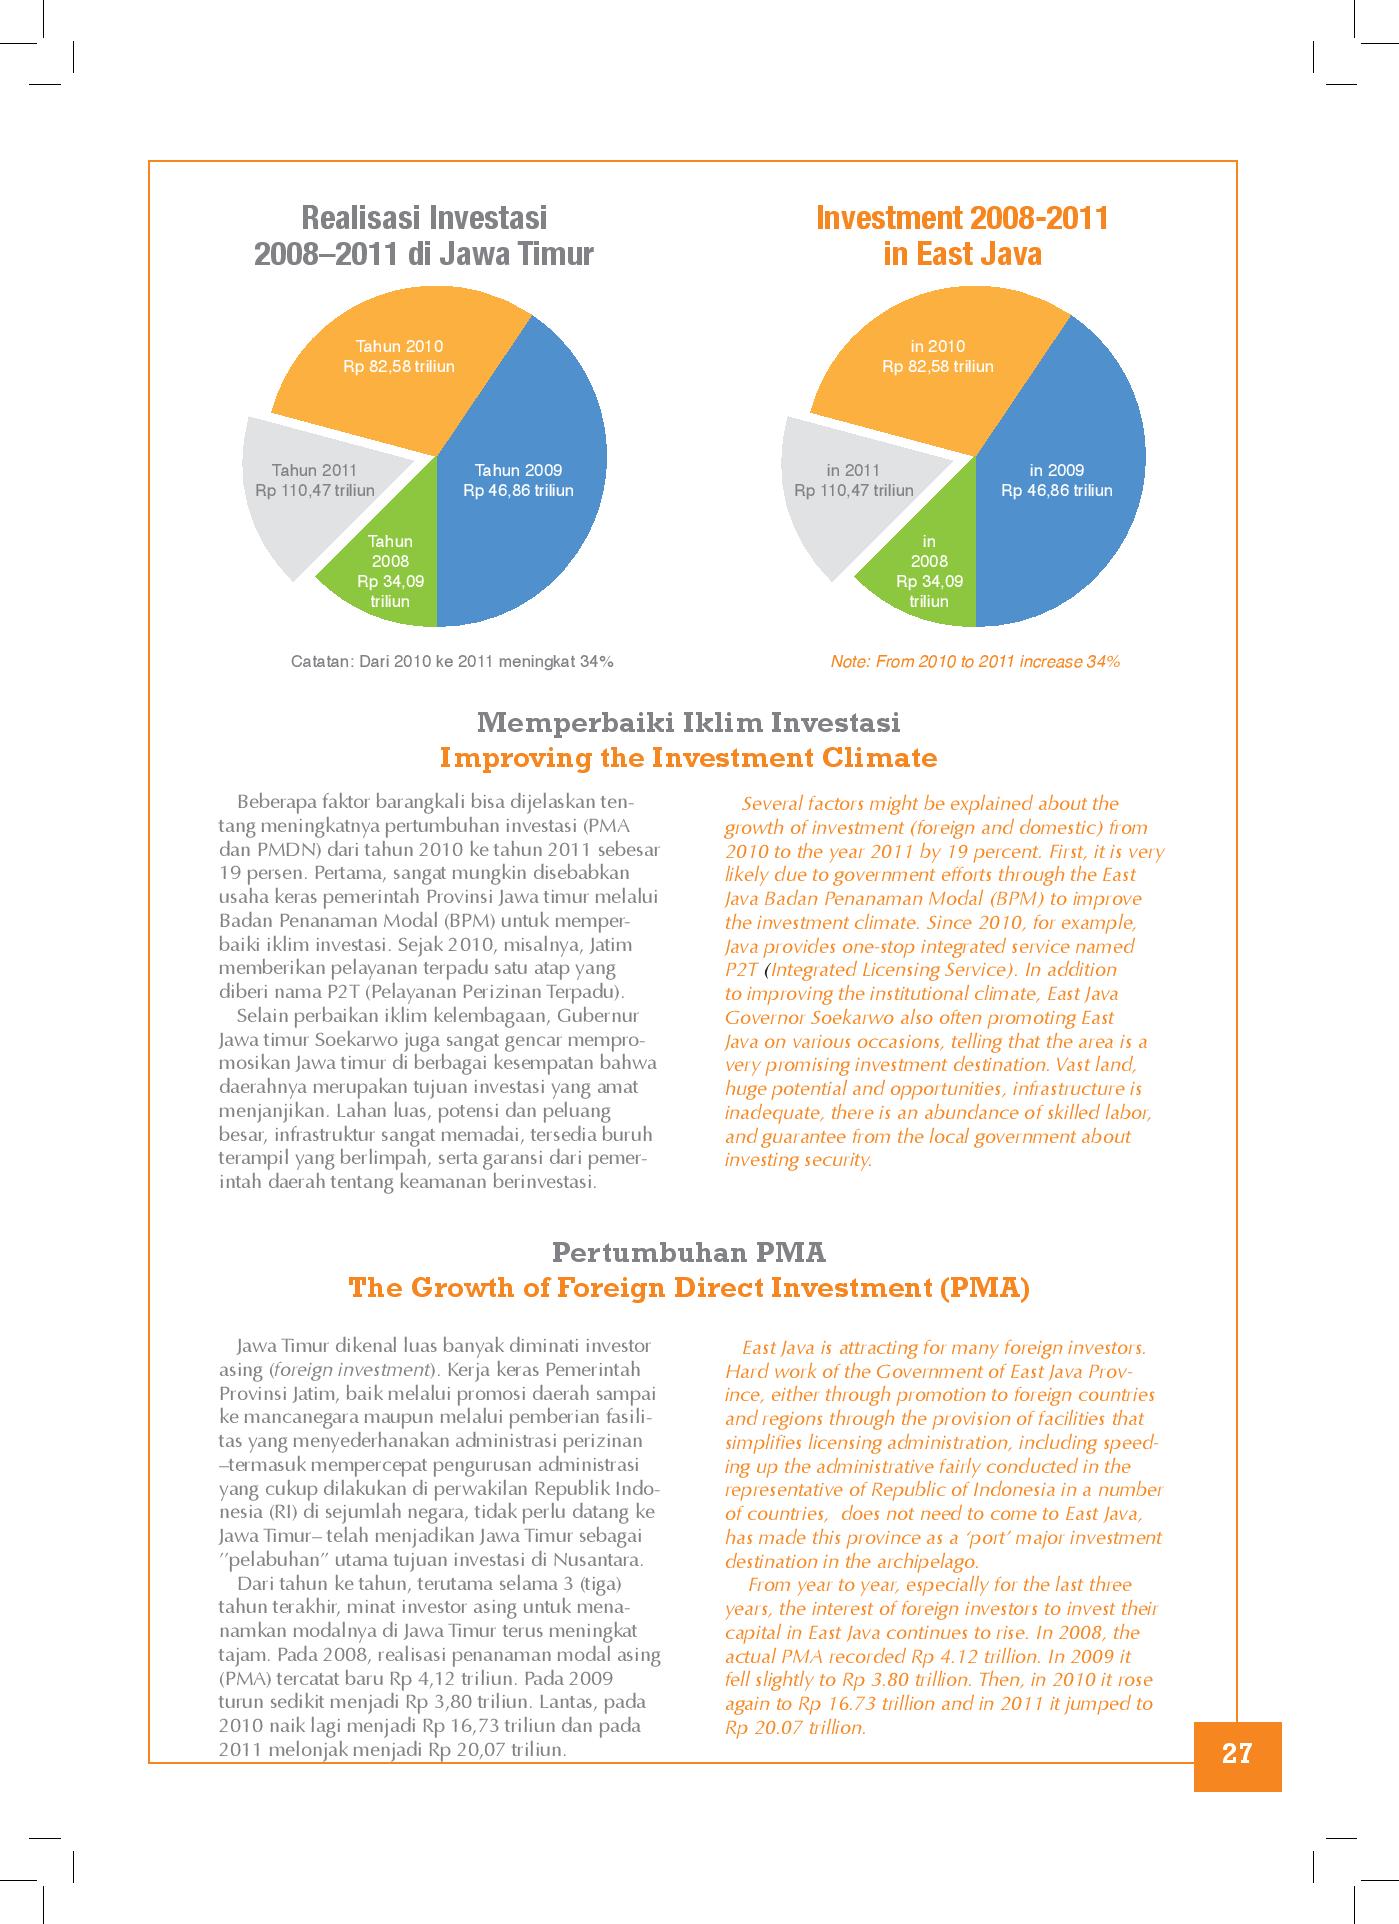 Realisasi Investasi
2008–2011 di Jawa Timur
Tahun 2010
Rp 82,58 triliun
Tahun 2011
Rp 110,47 triliun
Tahun 2009
Rp 46,86 triliun
Tahun
2008
Rp 34,09
triliun
Catatan: Dari 2010 ke 2011 meningkat 34%
Investment 2008-2011
in East Java
in 2010
Rp 82,58 triliun
in 2011
Rp 110,47 triliun
in 2009
Rp 46,86 triliun
in
2008
Rp 34,09
triliun
Note: From 2010 to 2011 increase 34%
Memperbaiki Iklim Investasi
Improving the Investment Climate
Beberapa faktor barangkali bisa dijelaskan ten-
tang meningkatnya pertumbuhan investasi (PMA
dan PMDN) dari tahun 2010 ke tahun 2011 sebesar
19 persen. Pertama, sangat mungkin disebabkan
usaha keras pemerintah Provinsi Jawa timur melalui
Badan Penanaman Modal (BPM) untuk memper-
baiki iklim investasi. Sejak 2010, misalnya, Jatim
memberikan pelayanan terpadu satu atap yang
diberi nama P2T (Pelayanan Perizinan Terpadu).
Selain perbaikan iklim kelembagaan, Gubernur
Jawa timur Soekarwo juga sangat gencar mempro-
mosikan Jawa timur di berbagai kesempatan bahwa
daerahnya merupakan tujuan investasi yang amat
menjanjikan. Lahan luas, potensi dan peluang
besar, infrastruktur sangat memadai, tersedia buruh
terampil yang berlimpah, serta garansi dari pemer-
intah daerah tentang keamanan berinvestasi.
Several factors might be explained about the
growth of investment (foreign and domestic) from
2010 to the year 2011 by 19 percent. First, it is very
likely due to government efforts through the East
Java Badan Penanaman Modal (BPM) to improve
the investment climate. Since 2010, for example,
Java provides one-stop integrated service named
P2T (Integrated Licensing Service). In addition
to improving the institutional climate, East Java
Governor Soekarwo also often promoting East
Java on various occasions, telling that the area is a
very promising investment destination. Vast land,
huge potential and opportunities, infrastructure is
inadequate, there is an abundance of skilled labor,
and guarantee from the local government about
investing security.
Pertumbuhan PMA
The Growth of Foreign Direct Investment (PMA)
Jawa Timur dikenal luas banyak diminati investor
asing (foreign investment). Kerja keras Pemerintah
Provinsi Jatim, baik melalui promosi daerah sampai
ke mancanegara maupun melalui pemberian fasili-
tas yang menyederhanakan administrasi perizinan
–termasuk mempercepat pengurusan administrasi
yang cukup dilakukan di perwakilan Republik Indo-
nesia (RI) di sejumlah negara, tidak perlu datang ke
Jawa Timur– telah menjadikan Jawa Timur sebagai
’’pelabuhan” utama tujuan investasi di Nusantara.
Dari tahun ke tahun, terutama selama 3 (tiga)
tahun terakhir, minat investor asing untuk mena-
namkan modalnya di Jawa Timur terus meningkat
tajam. Pada 2008, realisasi penanaman modal asing
(PMA) tercatat baru Rp 4,12 triliun. Pada 2009
turun sedikit menjadi Rp 3,80 triliun. Lantas, pada
2010 naik lagi menjadi Rp 16,73 triliun dan pada
2011 melonjak menjadi Rp 20,07 triliun.
East Java is attracting for many foreign investors.
Hard work of the Government of East Java Prov-
ince, either through promotion to foreign countries
and regions through the provision of facilities that
simplifies licensing administration, including speed-
ing up the administrative fairly conducted in the
representative of Republic of Indonesia in a number
of countries, does not need to come to East Java,
has made this province as a ‘port’ major investment
destination in the archipelago.
From year to year, especially for the last three
years, the interest of foreign investors to invest their
capital in East Java continues to rise. In 2008, the
actual PMA recorded Rp 4.12 trillion. In 2009 it
fell slightly to Rp 3.80 trillion. Then, in 2010 it rose
again to Rp 16.73 trillion and in 2011 it jumped to
Rp 20.07 trillion.
27